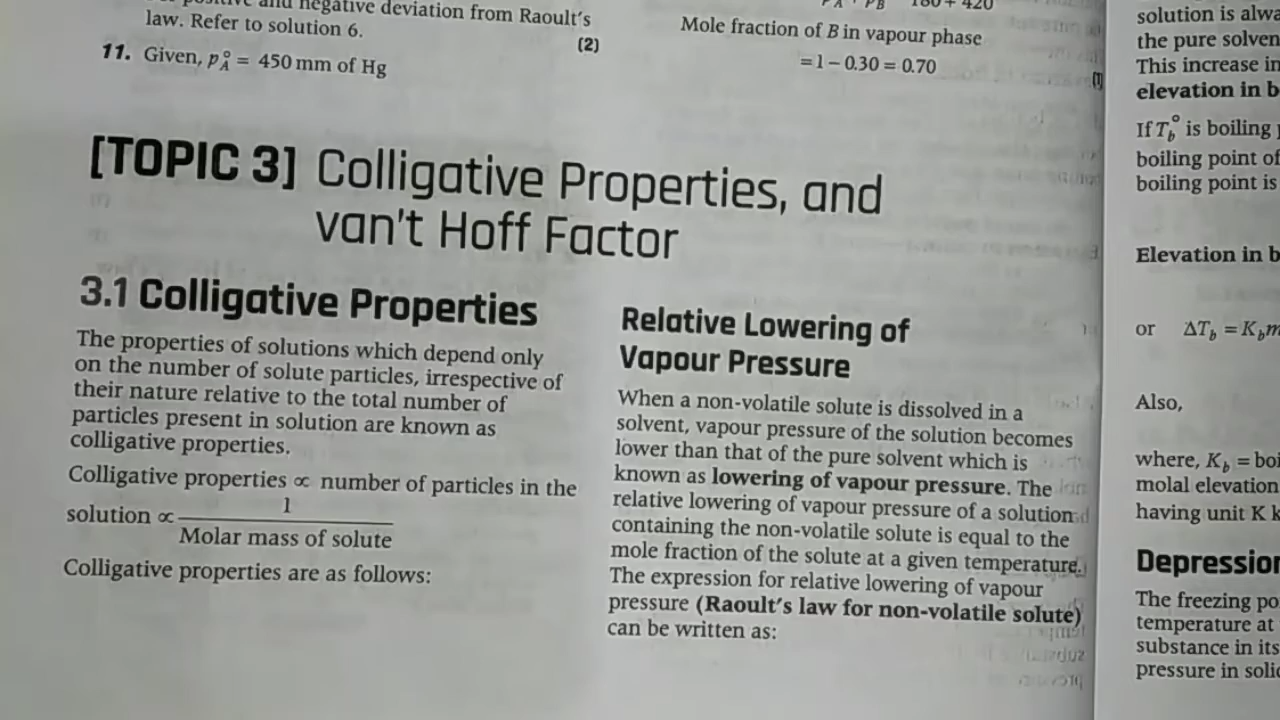 positive and negative deviation from Raoult's
law. Refer to solution 6.
(2)
11. Given, p°A = 450 mm of Hg
180 + 420
Mole fraction of B in vapour phase
= 1 – 0.30 = 0.70
[1]
[TOPIC 3] Colligative Properties, and
van't Hoff Factor
3.1 Colligative Properties
The properties of solutions which depend only
on the number of solute particles, irrespective of
their nature relative to the total number of
particles present in solution are known as
colligative properties.
Colligative properties ∝ number of particles in the
solution ∝ 1
Molar mass of solute
Colligative properties are as follows:
Relative Lowering of
Vapour Pressure
When a non-volatile solute is dissolved in a
solvent, vapour pressure of the solution becomes
lower than that of the pure solvent which is
known as lowering of vapour pressure. The
relative lowering of vapour pressure of a solution
containing the non-volatile solute is equal to the
mole fraction of the solute at a given temperature.
The expression for relative lowering of vapour
pressure (Raoult's law for non-volatile solute)
can be written as:
solution is
the pure
This increase in
elevation in
If T°b is boiling
boiling point of
boiling point is
Elevation in
or ΔTb = Kbm
Also,
where, Kb =
molal elevation
having unit K
The freezing
temperature at
substance in its
pressure in